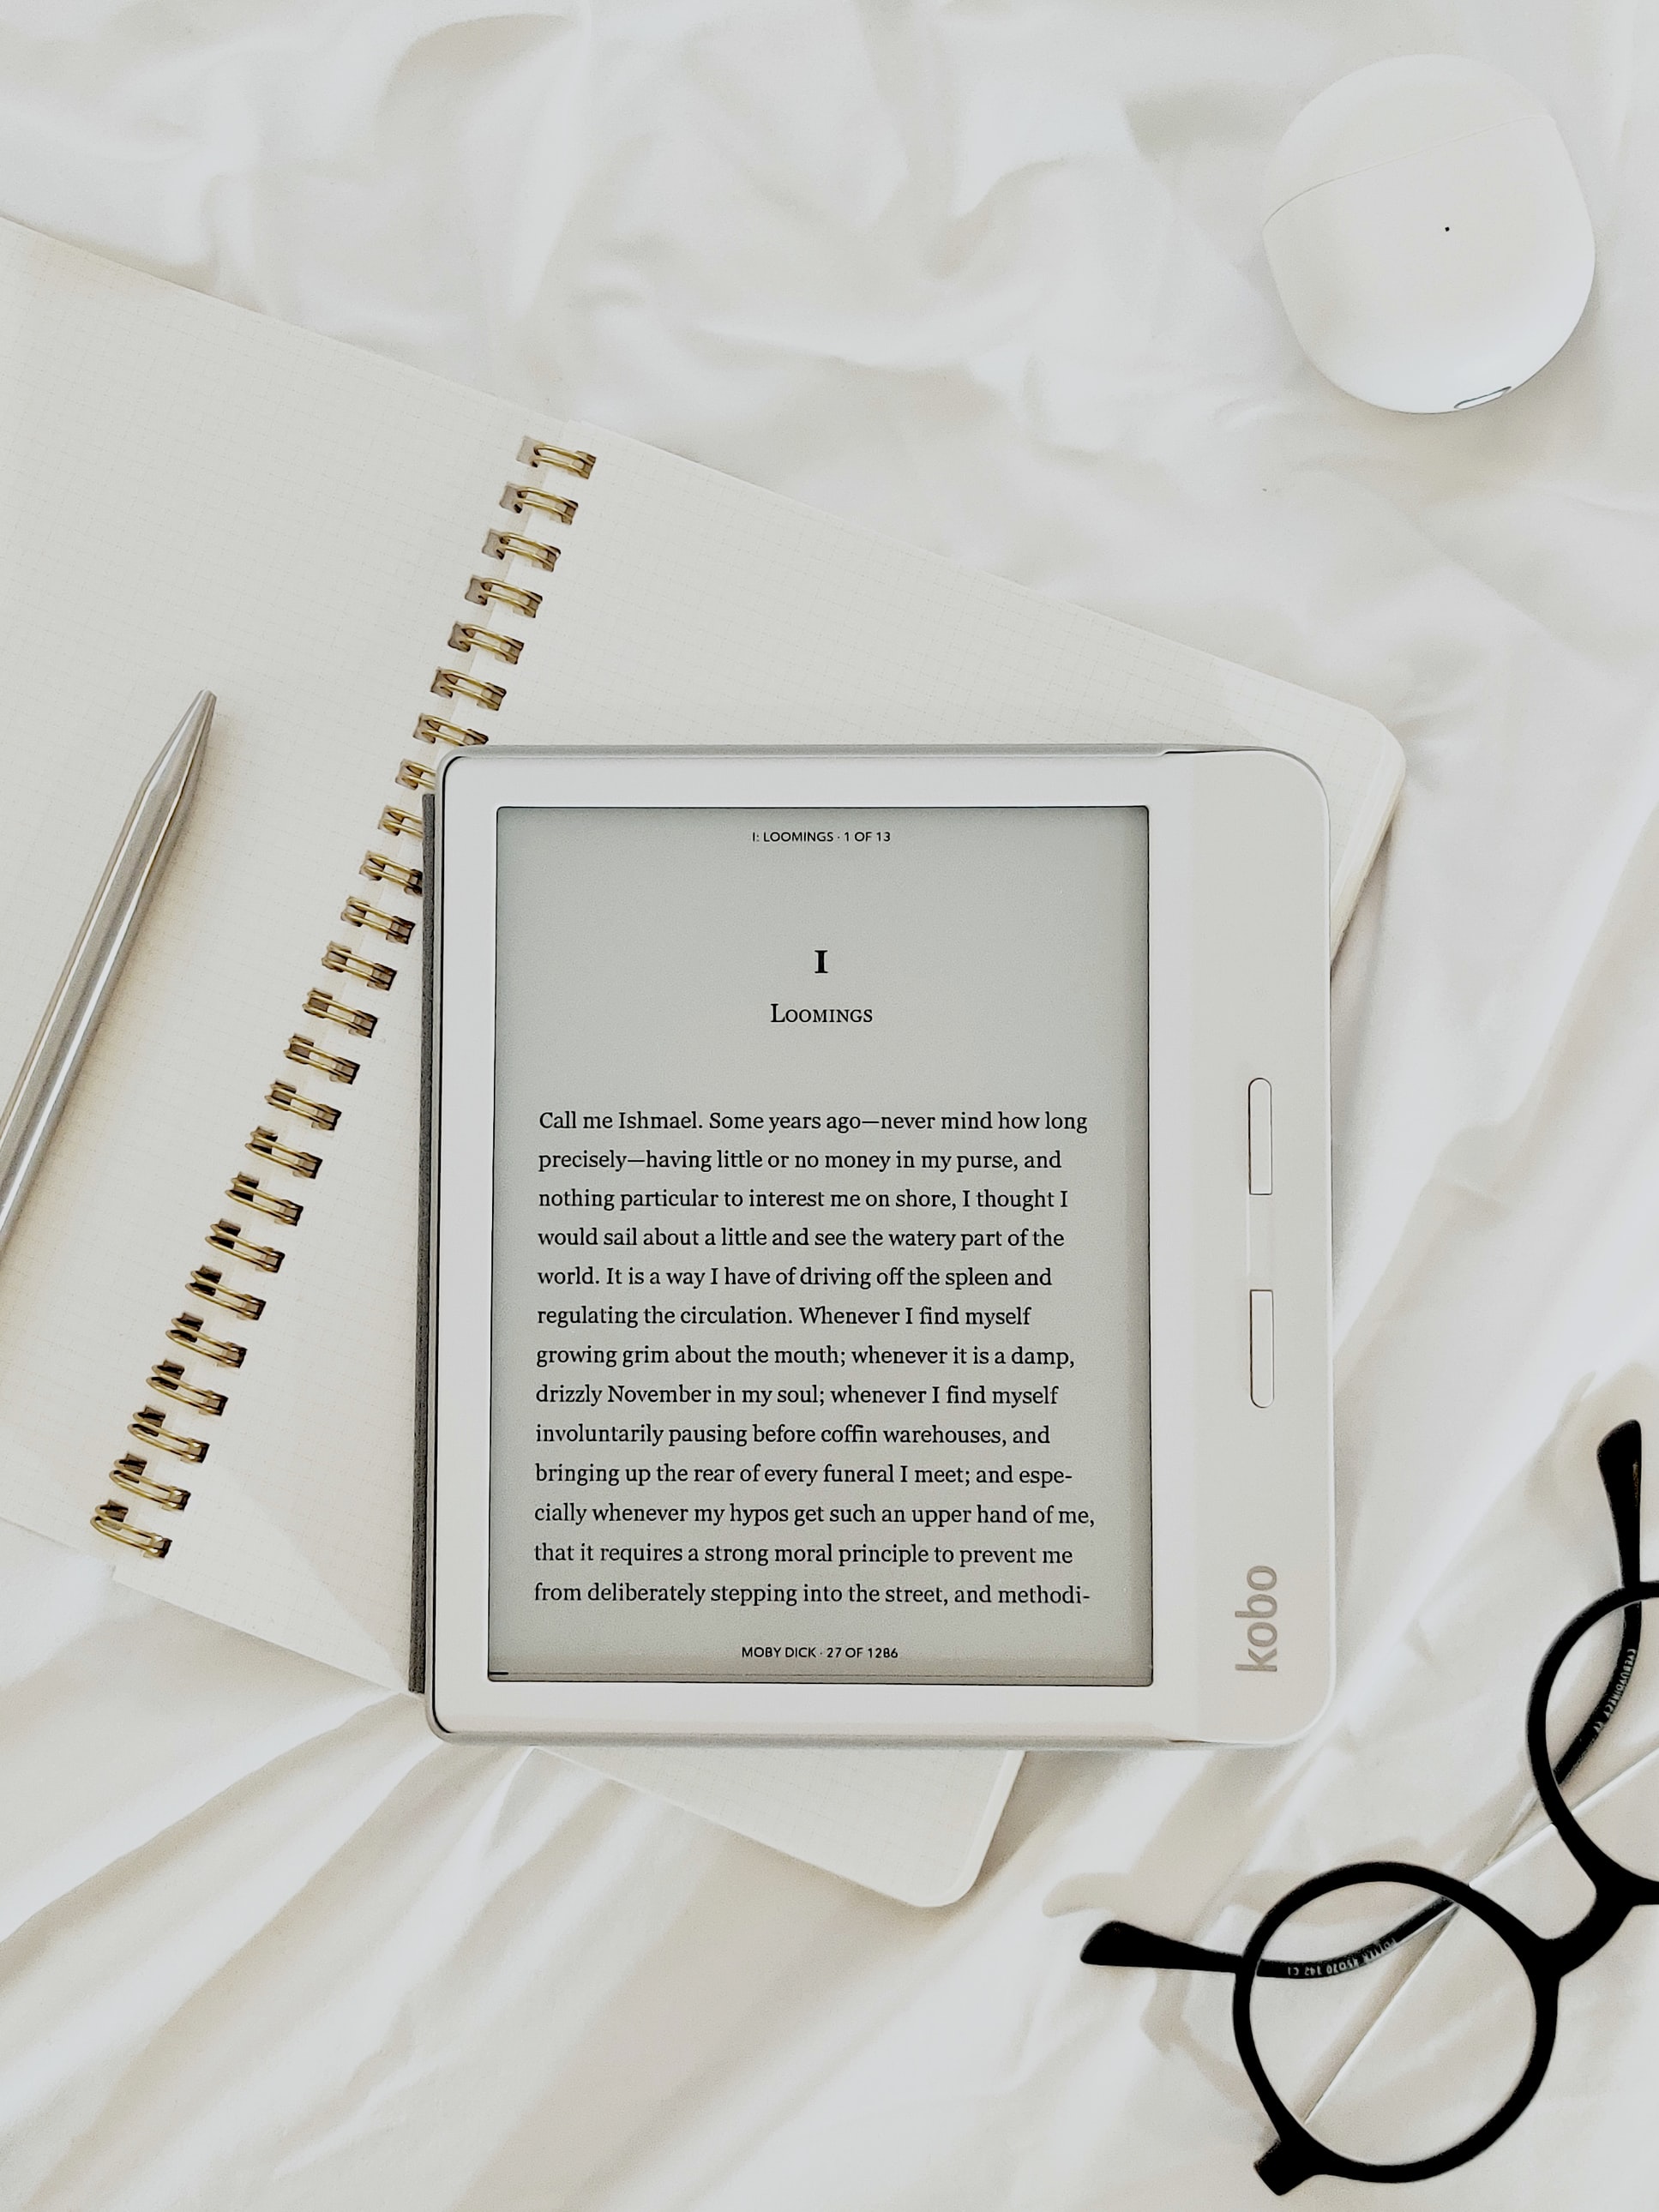 I: LOOMINGS · 1 OF 13
I
LOOMINGS
Call me Ishmael. Some years ago—never mind how long
precisely—having little or no money in my purse, and
nothing particular to interest me on shore, I thought I
would sail about a little and see the watery part of the
world. It is a way I have of driving off the spleen and
regulating the circulation. Whenever I find myself
growing grim about the mouth; whenever it is a damp,
drizzly November in my soul; whenever I find myself
involuntarily pausing before coffin warehouses, and
bringing up the rear of every funeral I meet; and espe-
cially whenever my hypos get such an upper hand of me,
that it requires a strong moral principle to prevent me
from deliberately stepping into the street, and methodi-
MOBY DICK · 27 OF 1286
kobo
142 C1